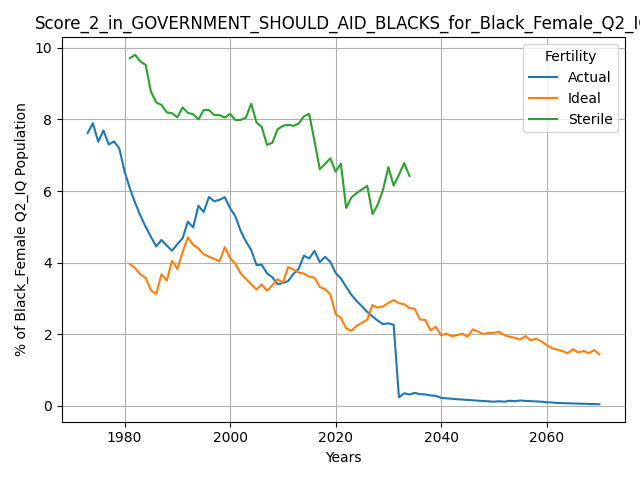 Score_2_in_GOVERNMENT_SHOULD_AID_BLACKS_for_Black_Female_Q2_IQ
Fertility
Actual
Ideal
Sterile
% of Black_Female Q2_IQ Population
10
8
6
4
2
0
1980
2000
2020
2040
2060
Years